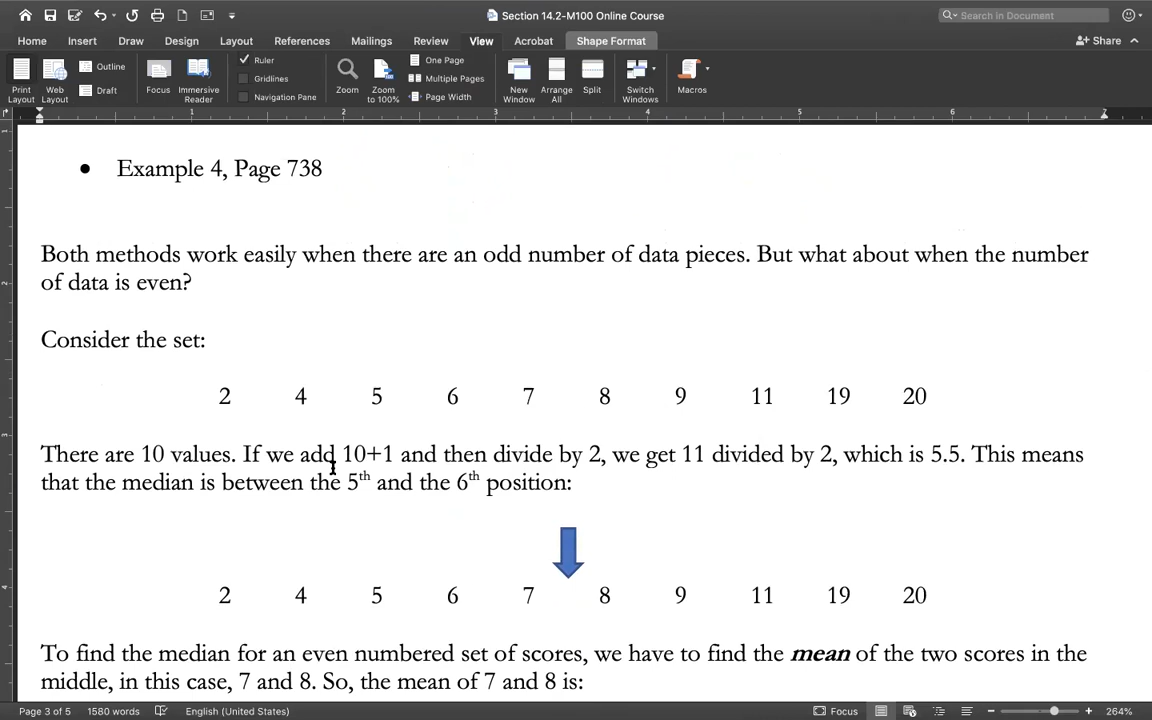 Section 14.2-M100 Online Course
Search in Document
Home Insert Draw Design Layout References Mailings Review View Acrobat Shape Format
Share
Print Layout
Web Layout
Outline
Draft
Focus
Immersive Reader
Ruler
Gridlines
Navigation Pane
Zoom
Zoom to 100%
One Page
Multiple Pages
Page Width
New Window
Arrange All
Split
Switch Windows
Macros
1 2 3 4 5 6 7
• Example 4, Page 738
Both methods work easily when there are an odd number of data pieces. But what about when the number
of data is even?
Consider the set:
2 4 5 6 7 8 9 11 19 20
There are 10 values. If we add 10+1 and then divide by 2, we get 11 divided by 2, which is 5.5. This means
that the median is between the 5th and the 6th position:
2 4 5 6 7 8 9 11 19 20
To find the median for an even numbered set of scores, we have to find the mean of the two scores in the
middle, in this case, 7 and 8. So, the mean of 7 and 8 is:
Page 3 of 5 1580 words English (United States) Focus 264%